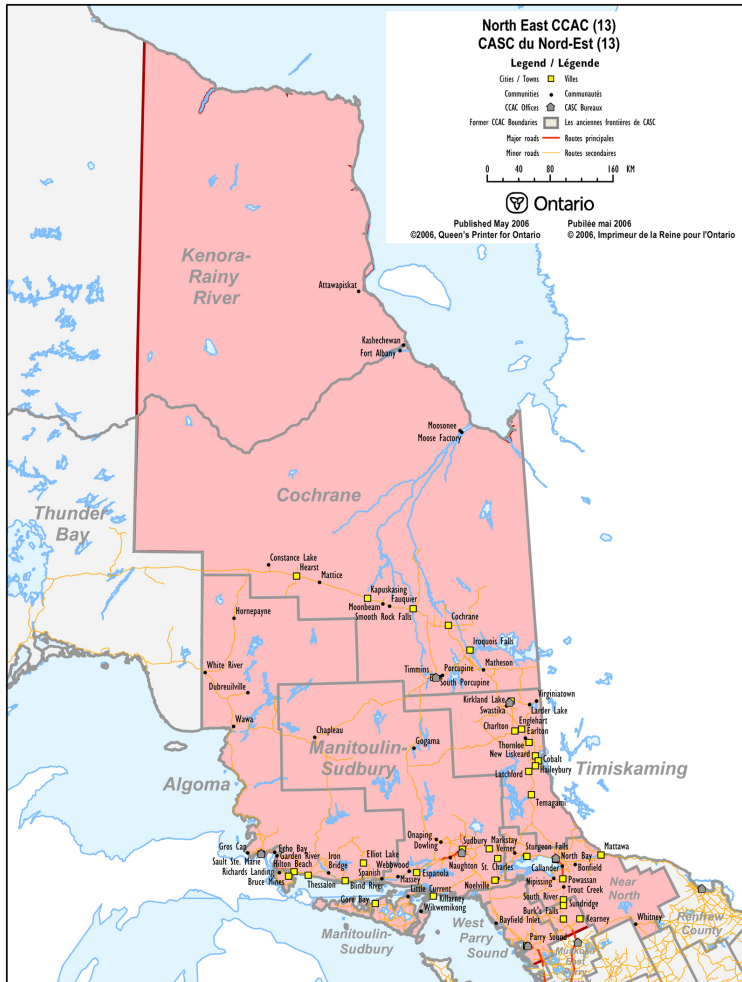 North East CCAC (13)
CASC du Nord-Est (13)
Legend / Légende
Cities / Towns Villes
Communities Communautés
CCAC Offices CASC Bureaux
Former CCAC Boundaries Les anciennes frontières de CASC
Major roads Routes principales
Minor roads Routes secondaires
0 40 80 160 KM
Ontario
Published May 2006 Pubilée mai 2006
©2006, Queen's Printer for Ontario © 2006, Imprimeur de la Reine pour l'Ontario
Kenora-
Rainy
River
Attawapiskat
Kashechewan
Fort Albany
Moosonee
Moose Factory
Cochrane
Thunder
Bay
Constance Lake
Hearst
Mattice
Kapuskasing
Fauquier
Moonbeam
Smooth Rock Falls
Hornepayne
Cochrane
Iroquois Falls
White River
Timmins
Porcupine
Matheson
South Porcupine
Dubreuilville
Kirkland Lake
Virginiatown
Swastika
Larder Lake
Wawa
Charlton
Englehart
Earlton
Chapleau
Manitoulin-
Sudbury
Gogama
Thornloe
New Liskeard
Cobalt
Haileybury
Latchford
Timiskaming
Algoma
Temagami
Onaping
Dowling
Sudbury
Markstay
Verner
Sturgeon Falls
Mattawa
Gros Cap
Echo Bay
Garden River
Sault Ste. Marie
Hilton Beach
Richards Landing
Bruce Mines
Thessalon
Iron
Bridge
Elliot Lake
Blind River
Spanish
Webbwood
Massey
Espanola
Naughton
St. Charles
North Bay
Callander
Bonfield
Nipissing
Powassan
Trout Creek
Near
North
Little Current
Noelville
South River
Sundridge
Gore Bay
Killarney
Wikwemikong
Burk's Falls
Kearney
Bayfield Inlet
Whitney
Renfrew
County
Manitoulin-
Sudbury
West
Parry
Sound
Parry Sound
Muskoka
East
Parry